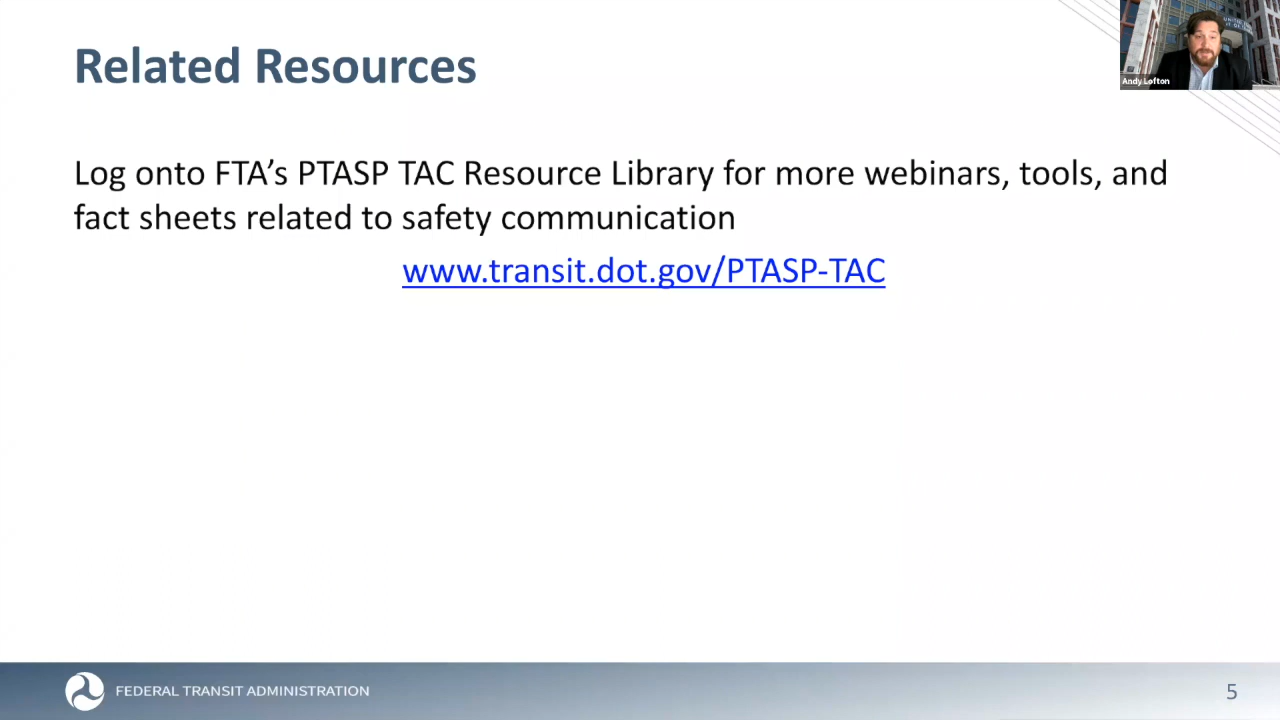 Related Resources
Andy Lofton
Log onto FTA’s PTASP TAC Resource Library for more webinars, tools, and
fact sheets related to safety communication
www.transit.dot.gov/PTASP-TAC
FEDERAL TRANSIT ADMINISTRATION
5